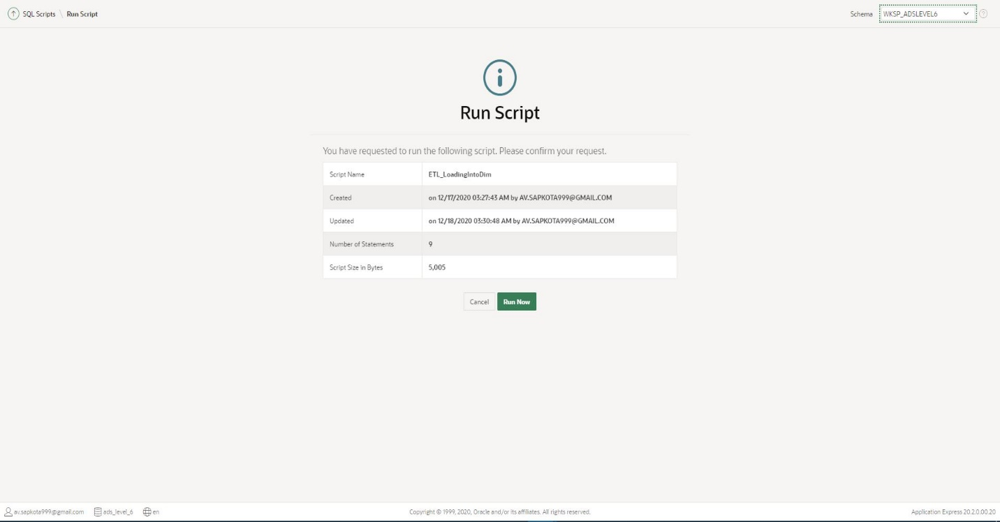 SQL Scripts \ Run Script
Schema WKSP_ADSLEVEL6
Run Script
You have requested to run the following script. Please confirm your request.
Script Name ETL_LoadingIntoDim
Created on 12/17/2020 03:27:43 AM by AV.SAPKOTA999@GMAIL.COM
Updated on 12/18/2020 03:30:48 AM by AV.SAPKOTA999@GMAIL.COM
Number of Statements 9
Script Size in Bytes 5,005
Cancel Run Now
av.sapkota999@gmail.com ads_level_6 en
Copyright © 1999, 2020, Oracle and/or its affiliates. All rights reserved.
Application Express 20.2.0.00.20